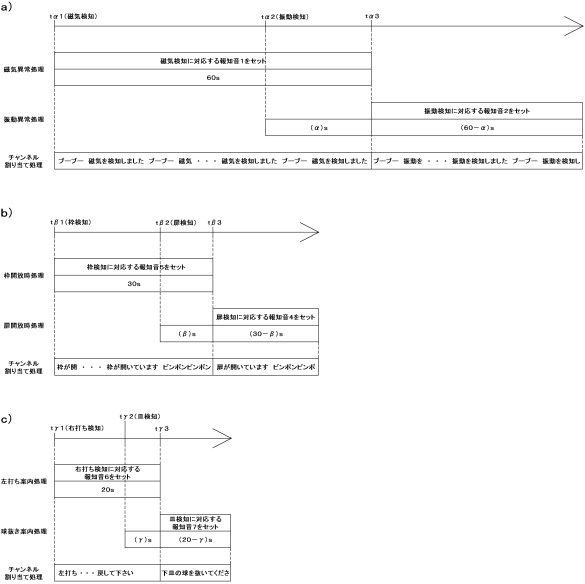 a)
tα1(磁気検知)
tα2(振動検知)
tα3
磁気異常処理
磁気検知に対応する報知音1をセット
60s
振動異常処理
振動検知に対応する報知音2をセット
(α)s
(60−α)s
チャンネル
割り当て処理
ブーブー 磁気を検知しました ブーブー 磁気 ・・・ 磁気を検知しました ブーブー 磁気を検知しました
ブーブー 振動を ・・・ 振動を検知しました ブーブー 振動を検知し
b)
tβ1(枠検知)
tβ2(扉検知)
tβ3
枠開放時処理
枠検知に対応する報知音5をセット
30s
扉開放時処理
扉検知に対応する報知音4をセット
(β)s
(30−β)s
チャンネル
割り当て処理
枠が開 ・・・ 枠が開いています ピンポンピンポン
扉が開いています ピンポンピンポ
c)
tγ2(皿検知)
tγ1(右打ち検知)
tγ3
左打ち案内処理
右打ち検知に対応する
報知音6をセット
20s
球抜き案内処理
皿検知に対応する
報知音7をセット
(γ)s
(20−γ)s
チャンネル
割り当て処理
左打ち・・・戻して下さい
下皿の球を抜いてくださ